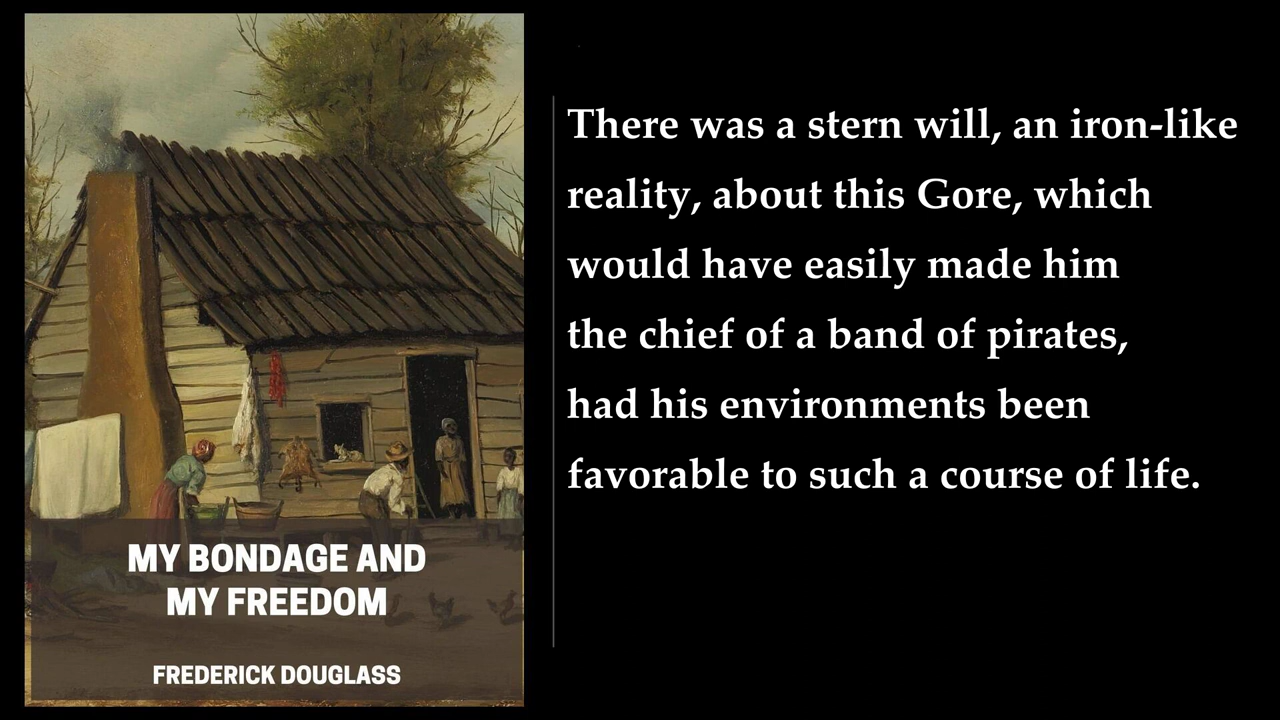 MY BONDAGE AND
MY FREEDOM
FREDERICK DOUGLASS
There was a stern will, an iron-like
reality, about this Gore, which
would have easily made him
the chief of a band of pirates,
had his environments been
favorable to such a course of life.